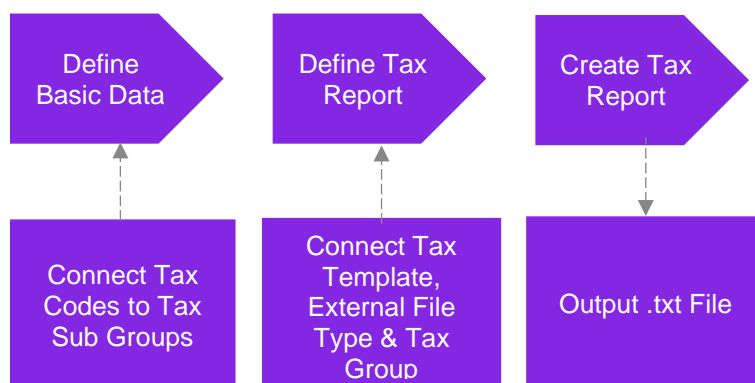 Define
Basic Data
Define Tax
Report
Create Tax
Report
Connect Tax
Codes to Tax
Sub Groups
Connect Tax
Template,
External File
Type & Tax
Group
Output .txt File